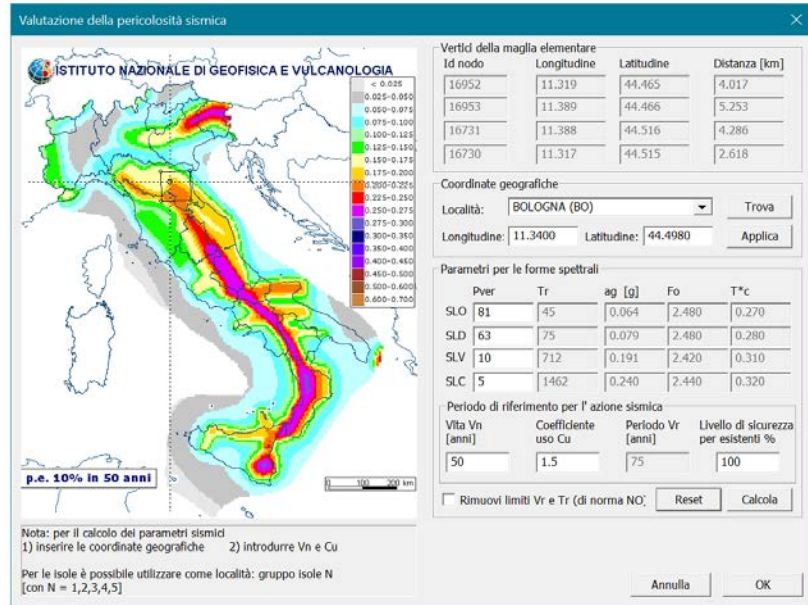 Valutazione della pericolosità sismica
ISTITUTO NAZIONALE DI GEOFISICA E VULCANOLOGIA
< 0.025
0.025-0.050
0.050-0.075
0.075-0.100
0.100-0.125
0.125-0.150
0.150-0.175
0.175-0.200
0.200-0.225
0.225-0.250
0.250-0.275
0.275-0.300
0.300-0.350
0.350-0.400
0.400-0.450
0.450-0.500
0.500-0.600
0.600-0.700
p.e. 10% in 50 anni
0 100 200 km
Nota: per il calcolo dei parametri sismici
1) inserire le coordinate geografiche 2) introdurre Vn e Cu
Per le isole è possibile utilizzare come località: gruppo isole N
[con N = 1,2,3,4,5]
Vertici della maglia elementare
Id nodo Longitudine Latitudine Distanza [km]
16952 11.319 44.465 4.017
16953 11.389 44.466 5.253
16731 11.388 44.516 4.286
16730 11.317 44.515 2.618
Coordinate geografiche
Località: BOLOGNA (BO) Trova
Longitudine: 11.3400 Latitudine: 44.4980 Applica
Parametri per le forme spettrali
Pver Tr ag [g] Fo T*c
SLO 81 45 0.064 2.480 0.270
SLD 63 75 0.079 2.480 0.280
SLV 10 712 0.191 2.420 0.310
SLC 5 1462 0.240 2.440 0.320
Periodo di riferimento per l' azione sismica
Vita Vn Coefficiente Periodo Vr Livello di sicurezza
[anni] uso Cu [anni] per esistenti %
50 1.5 75 100
Rimuovi limiti Vr e Tr (di norma NO) Reset Calcola
Annulla OK